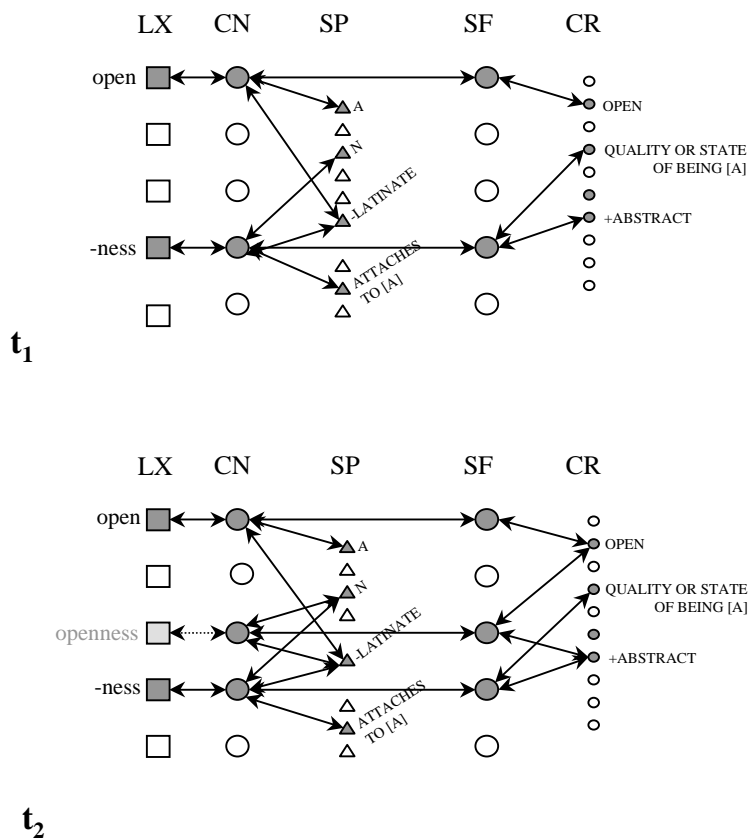 LX CN SP SF CR
open
A
OPEN
N
QUALITY OR STATE
OF BEING [A]
-LATINATE
+ABSTRACT
-ness
ATTACHES
TO [A]
t1
LX CN SP SF CR
open
A
OPEN
N
QUALITY OR STATE
OF BEING [A]
openness
-LATINATE
+ABSTRACT
-ness
ATTACHES
TO [A]
t2